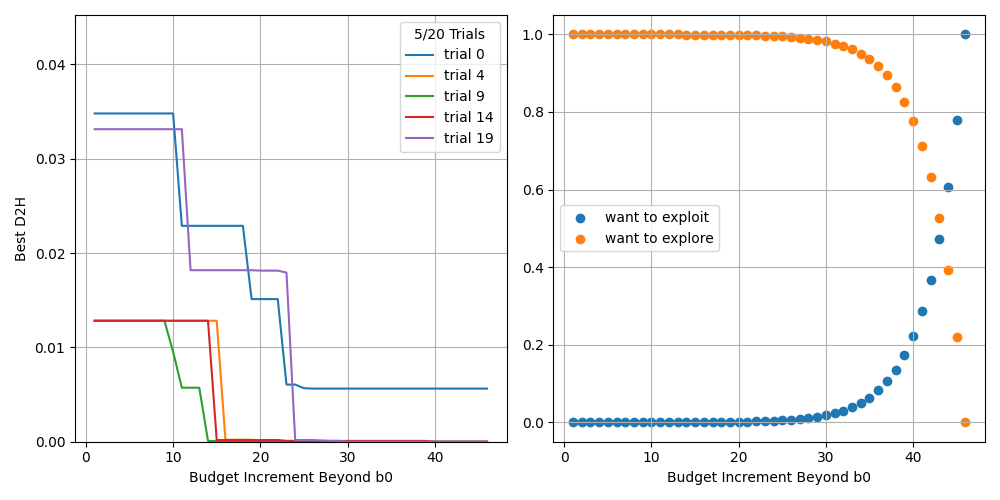 5/20 Trials
trial 0
trial 4
trial 9
trial 14
trial 19
0.04
0.03
0.02
0.01
0.00
Best D2H
0 10 20 30 40
Budget Increment Beyond b0
1.0
0.8
0.6
0.4
0.2
0.0
want to exploit
want to explore
0 10 20 30 40
Budget Increment Beyond b0